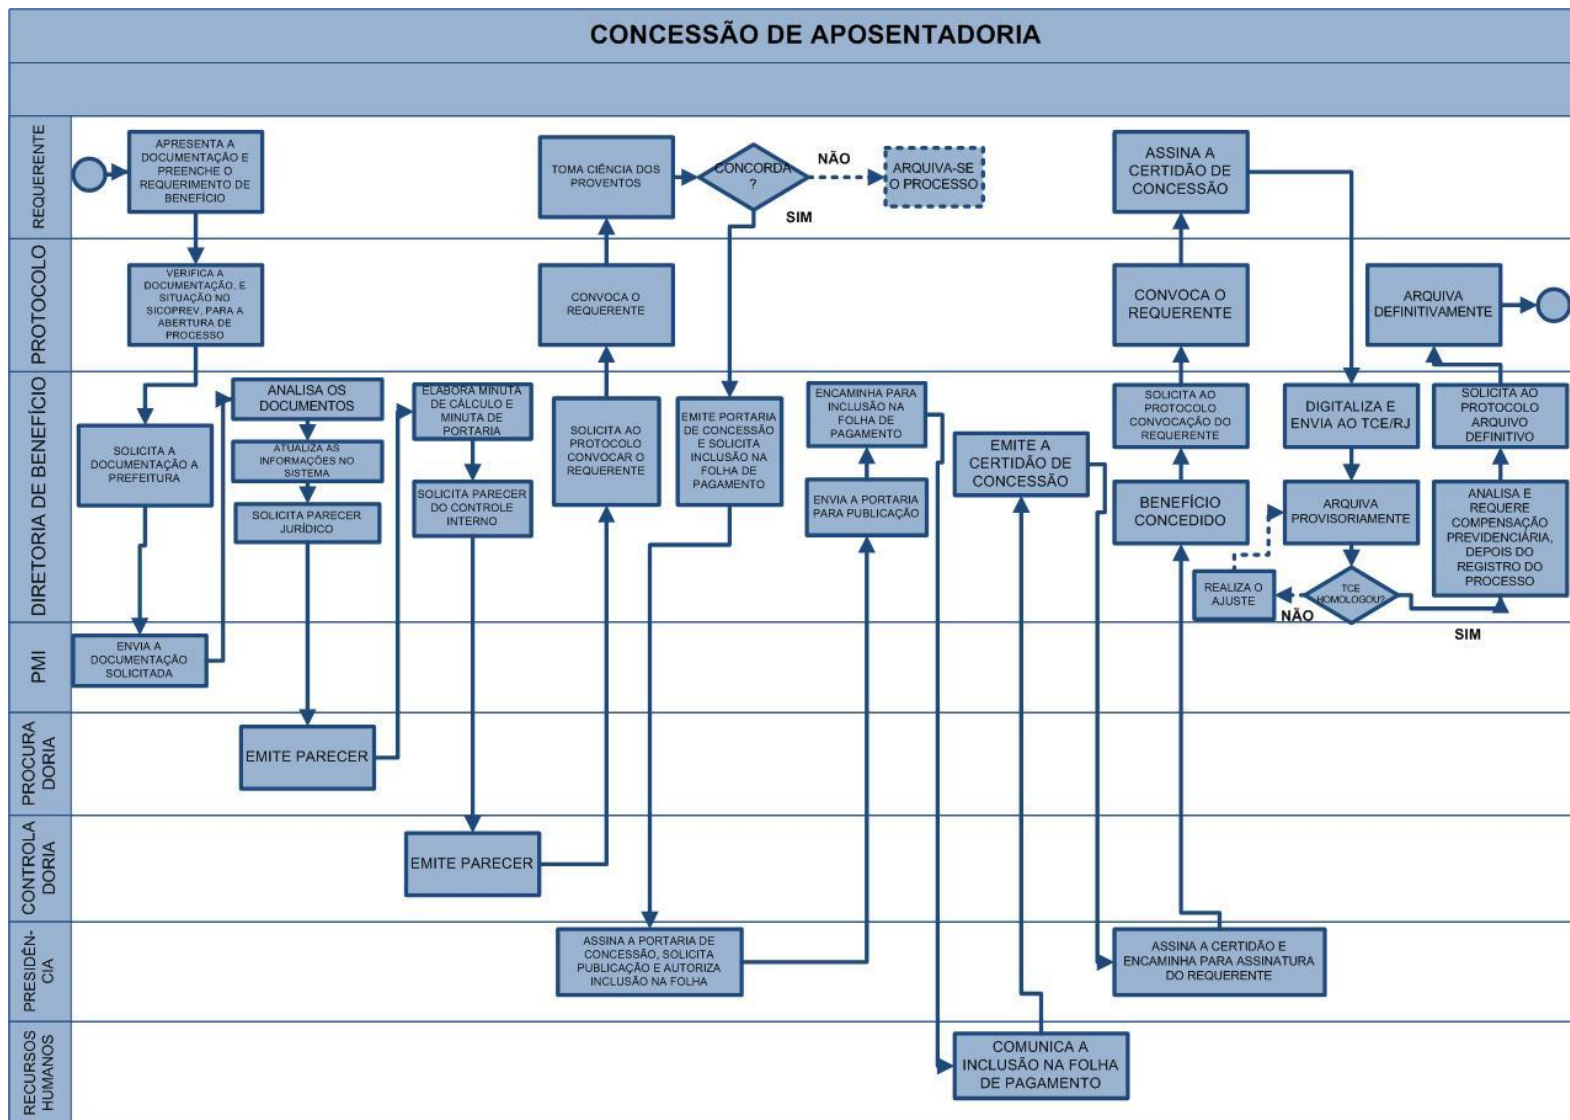 CONCESSÃO DE APOSENTADORIA
REQUERENTE
APRESENTA A
DOCUMENTAÇÃO E
PREENCHE O
REQUERIMENTO DE
BENEFÍCIO
TOMA CIÊNCIA DOS
PROVENTOS
CONCORDA
?
NÃO
SIM
ARQUIVA-SE
O PROCESSO
ASSINA A
CERTIDÃO DE
CONCESSÃO
PROTOCOLO
VERIFICA A
DOCUMENTAÇÃO, E
SITUAÇÃO NO
SICOPREV, PARA A
ABERTURA DE
PROCESSO
CONVOCA O
REQUERENTE
CONVOCA O
REQUERENTE
ARQUIVA
DEFINITIVAMENTE
DIRETORIA DE BENEFÍCIO
SOLICITA A
DOCUMENTAÇÃO A
PREFEITURA
ANALISA OS
DOCUMENTOS
ATUALIZA AS
INFORMAÇÕES NO
SISTEMA
SOLICITA PARECER
JURÍDICO
ELABORA MINUTA
DE CÁLCULO E
MINUTA DE
PORTARIA
SOLICITA PARECER
DO CONTROLE
INTERNO
SOLICITA AO
PROTOCOLO
CONVOCAR O
REQUERENTE
EMITE PORTARIA
DE CONCESSÃO
E SOLICITA
INCLUSÃO NA
FOLHA DE
PAGAMENTO
ENCAMINHA PARA
INCLUSÃO NA
FOLHA DE
PAGAMENTO
ENVIA A PORTARIA
PARA PUBLICAÇÃO
EMITE A
CERTIDÃO DE
CONCESSÃO
SOLICITA AO
PROTOCOLO
CONVOCAÇÃO DO
REQUERENTE
BENEFÍCIO
CONCEDIDO
DIGITALIZA E
ENVIA AO TCE/RJ
ARQUIVA
PROVISORIAMENTE
REALIZA O
AJUSTE
NÃO
TCE
HOMOLOGOU?
SIM
SOLICITA AO
PROTOCOLO
ARQUIVO
DEFINITIVO
ANALISA E
REQUERE
COMPENSAÇÃO
PREVIDENCIÁRIA,
DEPOIS DO
REGISTRO DO
PROCESSO
PMI
ENVIA A
DOCUMENTAÇÃO
SOLICITADA
PROCURA
DORIA
EMITE PARECER
CONTROLA
DORIA
EMITE PARECER
PRESIDÊN-
CIA
ASSINA A PORTARIA DE
CONCESSÃO, SOLICITA
PUBLICAÇÃO E AUTORIZA
INCLUSÃO NA FOLHA
ASSINA A CERTIDÃO E
ENCAMINHA PARA ASSINATURA
DO REQUERENTE
RECURSOS
HUMANOS
COMUNICA A
INCLUSÃO NA FOLHA
DE PAGAMENTO